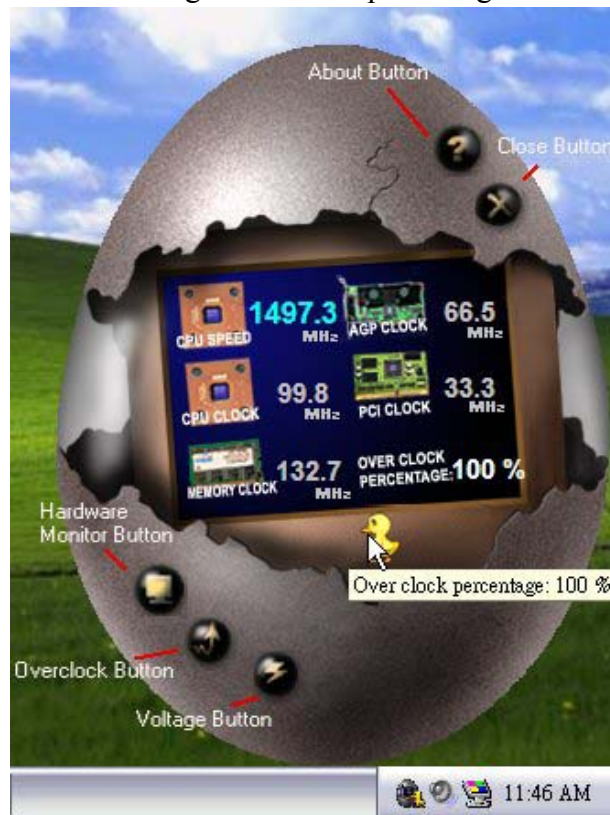 About Button
Close Button
CPU SPEED 1497.3 MHz
AGP CLOCK 66.5 MHz
CPU CLOCK 99.8 MHz
PCI CLOCK 33.3 MHz
MEMORY CLOCK 132.7 MHz
OVER CLOCK PERCENTAGE: 100 %
Over clock percentage: 100 %
Hardware
Monitor Button
Overclock Button
Voltage Button
11:46 AM